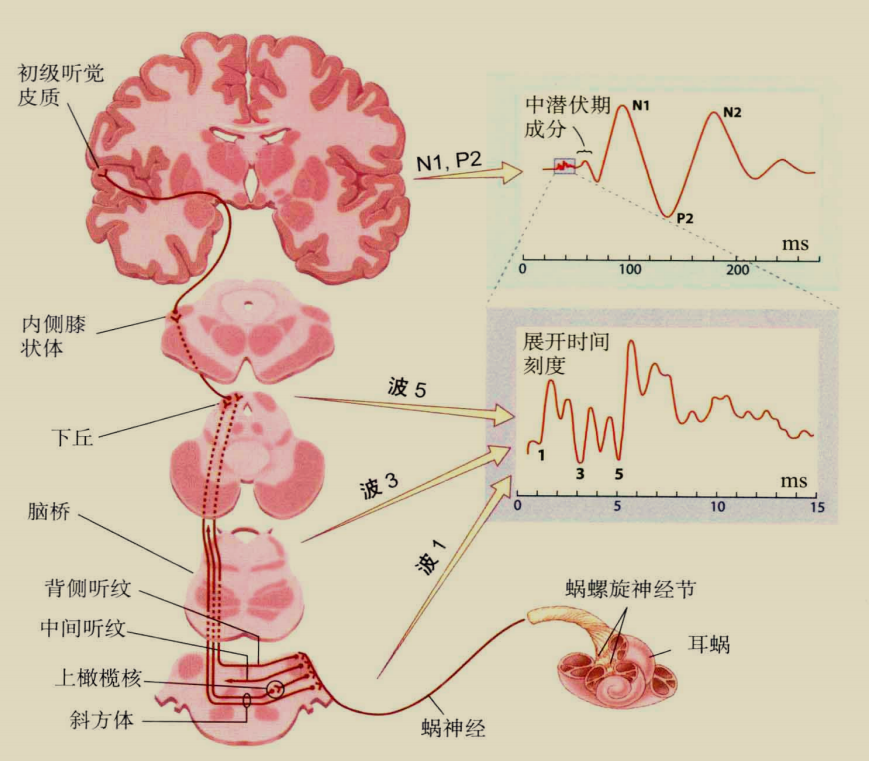 初级听觉
皮质
内侧膝
状体
下丘
脑桥
背侧听纹
中间听纹
上橄榄核
斜方体
N1, P2
波 5
波 3
波 1
中潜伏期
成分
N1
N2
P2
ms
0
100
200
展开时间
刻度
1
3
5
ms
0
5
10
15
蜗螺旋神经节
耳蜗
蜗神经